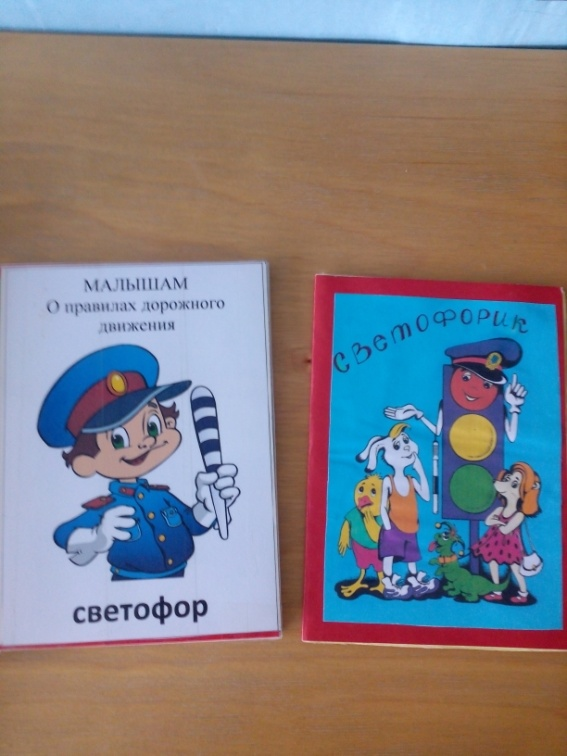 МАЛЫШАМ
О правилах дорожного
движения
светофор
СВЕТОФОРИК